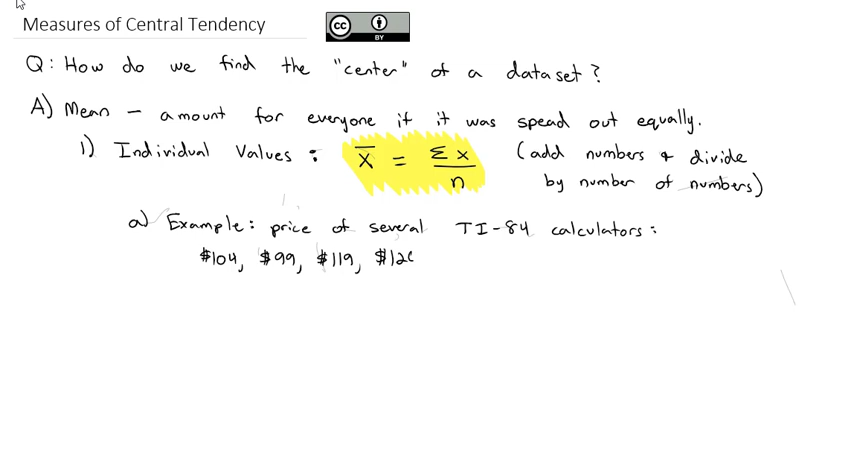 Measures of Central Tendency
cc BY
Q: How do we find the "center" of a dataset?
A) Mean – amount for everyone if it was spead out equally.
1) Individual Values: x̄ = Σx/n (add numbers & divide by number of numbers)
a) Example: price of several TI-84 calculators:
$104, $99, $119,